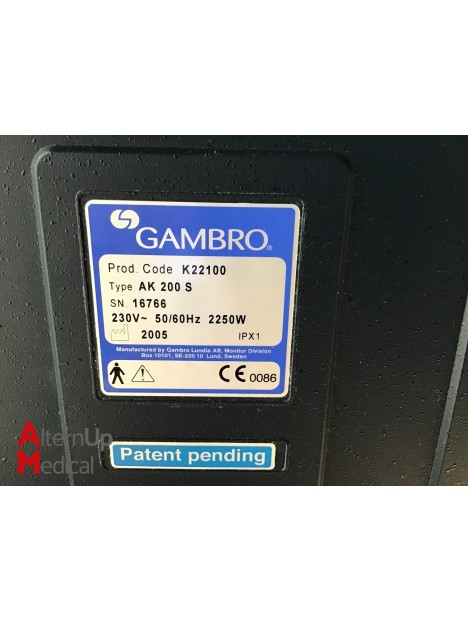 GAMBRO®
Prod. Code K22100
Type AK 200 S
SN. 16766
230V~ 50/60Hz 2250W
2005 IPX1
Manufactured by Gambro Lundia AB, Monitor Division
Box 10101, SE-220 10 Lund, Sweden
CE 0086
AlternUp
Medical
Patent pending